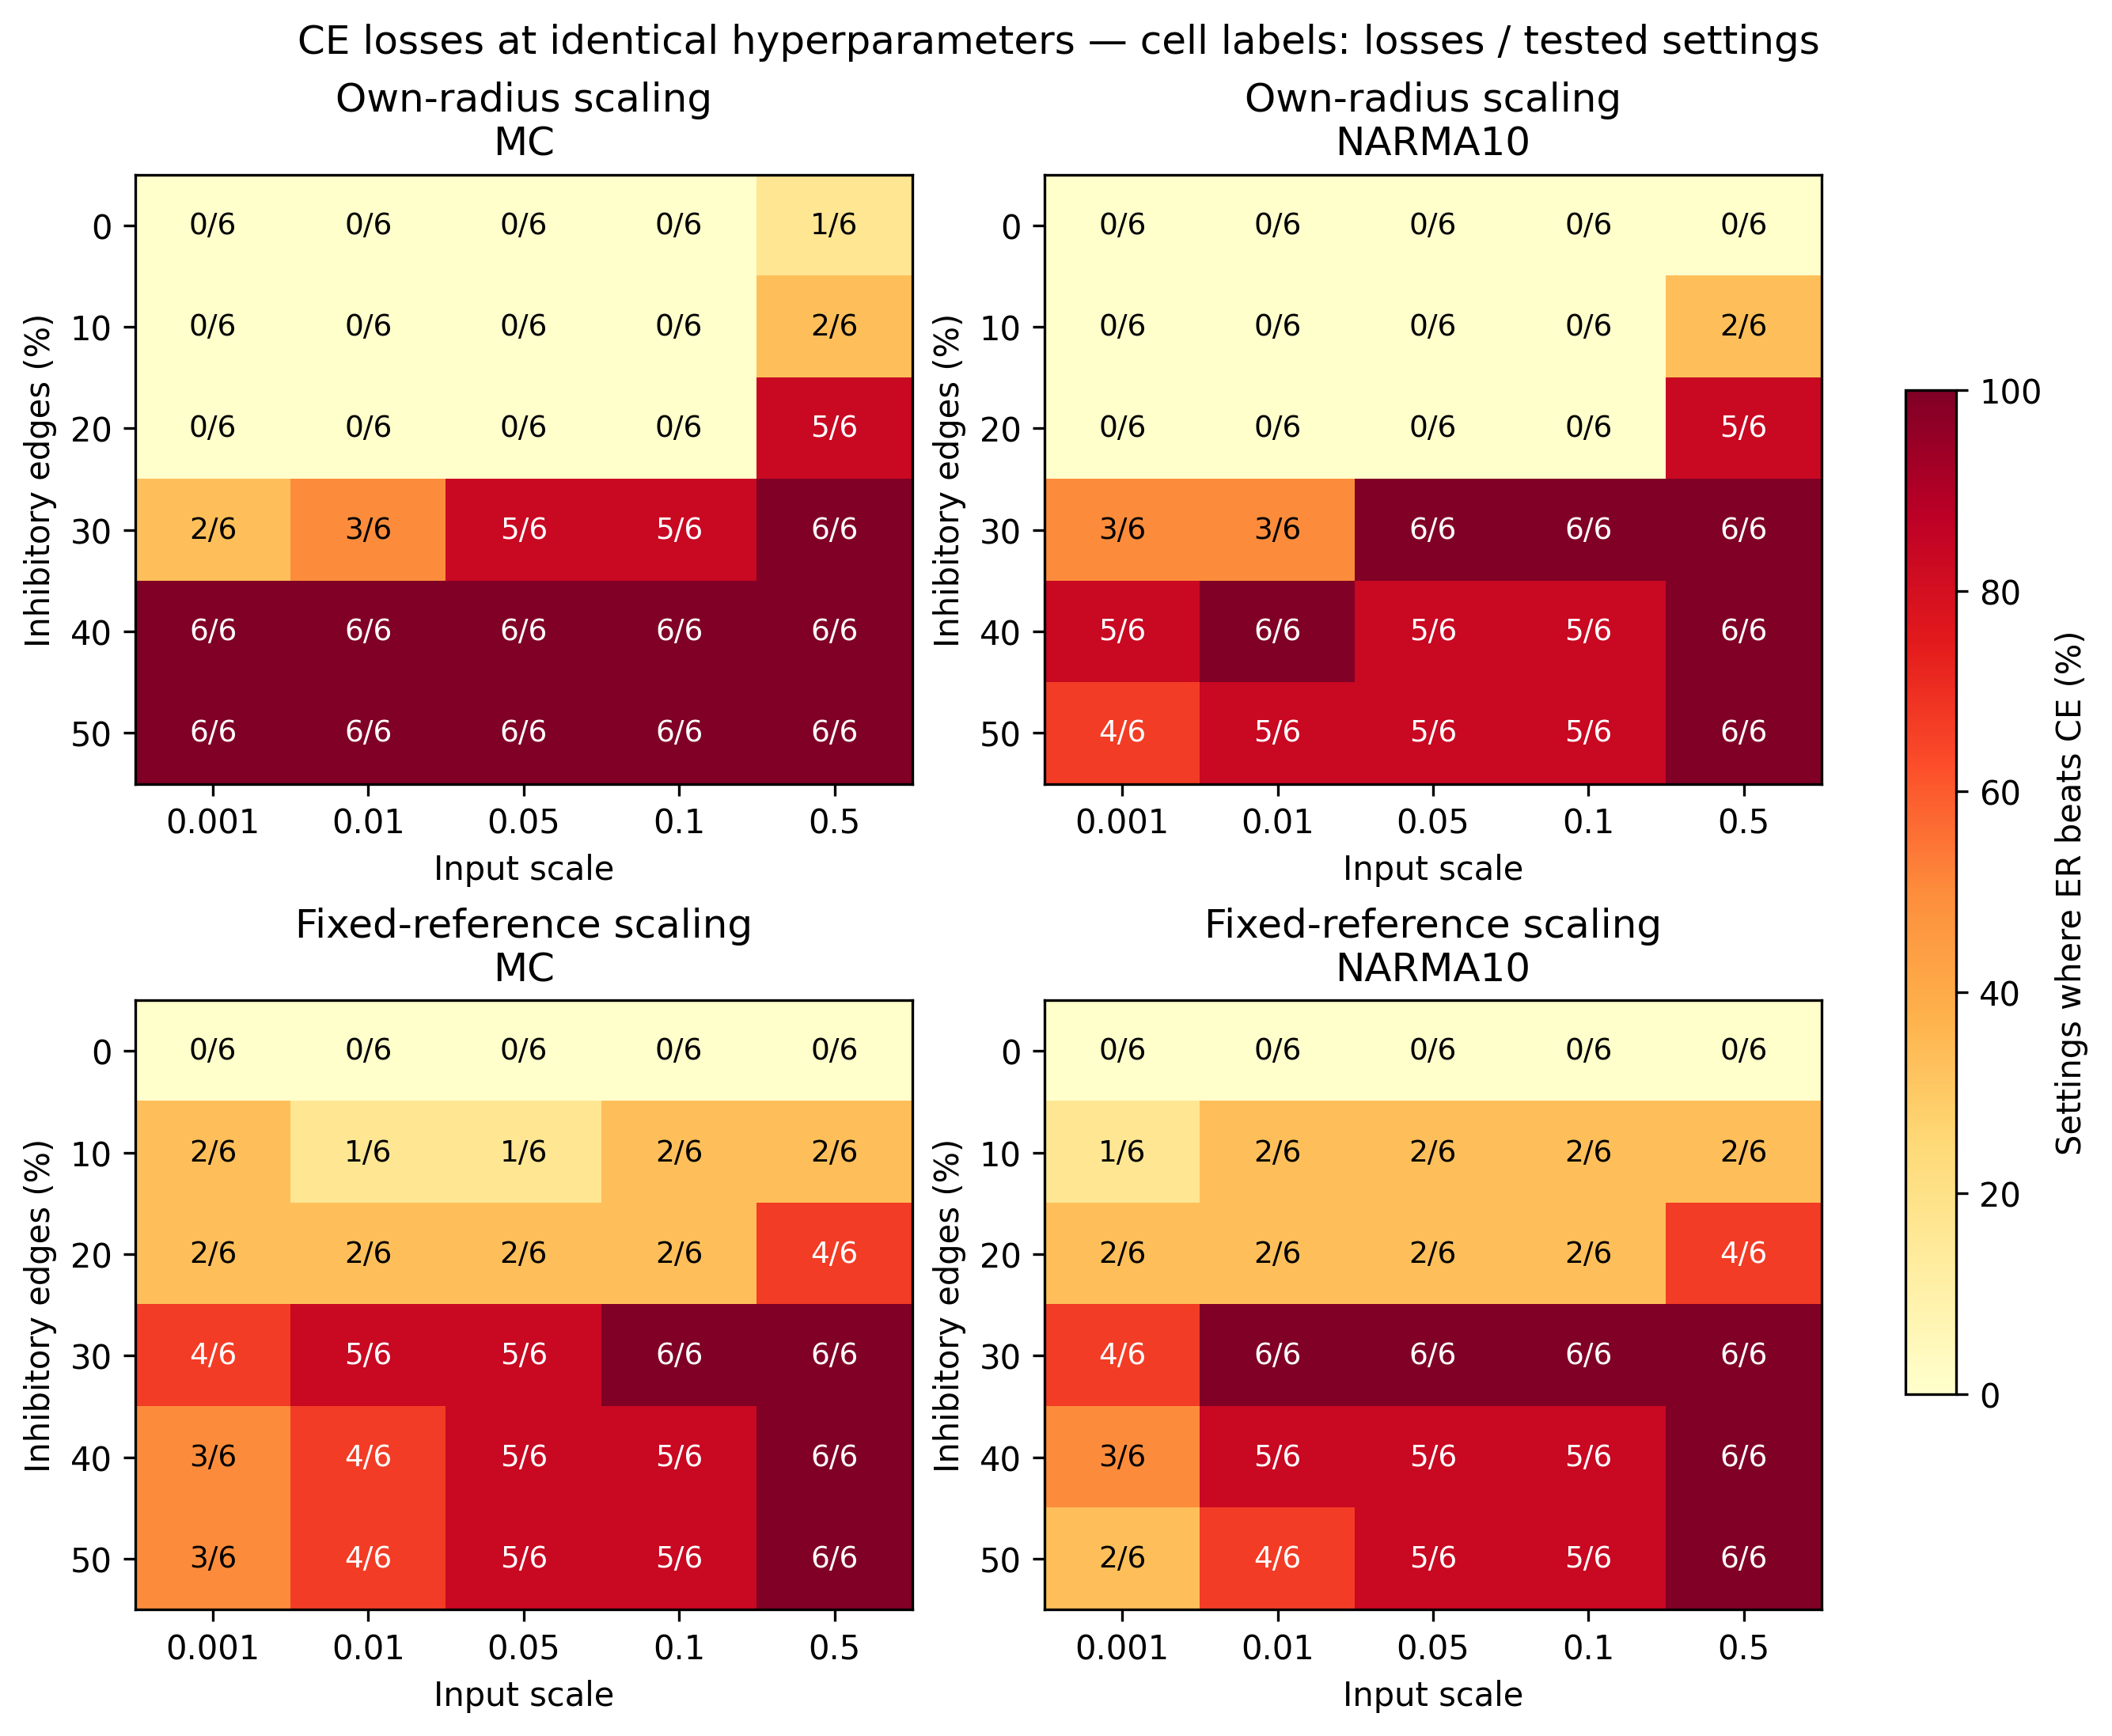 CE losses at identical hyperparameters — cell labels: losses / tested settings
Own-radius scaling
MC
Inhibitory edges (%)
0 0/6 0/6 0/6 0/6 1/6
10 0/6 0/6 0/6 0/6 2/6
20 0/6 0/6 0/6 0/6 5/6
30 2/6 3/6 5/6 5/6 6/6
40 6/6 6/6 6/6 6/6 6/6
50 6/6 6/6 6/6 6/6 6/6
0.001 0.01 0.05 0.1 0.5
Input scale
Own-radius scaling
NARMA10
Inhibitory edges (%)
0 0/6 0/6 0/6 0/6 0/6
10 0/6 0/6 0/6 0/6 2/6
20 0/6 0/6 0/6 0/6 5/6
30 3/6 3/6 6/6 6/6 6/6
40 5/6 6/6 5/6 5/6 6/6
50 4/6 5/6 5/6 5/6 6/6
0.001 0.01 0.05 0.1 0.5
Input scale
Fixed-reference scaling
MC
Inhibitory edges (%)
0 0/6 0/6 0/6 0/6 0/6
10 2/6 1/6 1/6 2/6 2/6
20 2/6 2/6 2/6 2/6 4/6
30 4/6 5/6 5/6 6/6 6/6
40 3/6 4/6 5/6 5/6 6/6
50 3/6 4/6 5/6 5/6 6/6
0.001 0.01 0.05 0.1 0.5
Input scale
Fixed-reference scaling
NARMA10
Inhibitory edges (%)
0 0/6 0/6 0/6 0/6 0/6
10 1/6 2/6 2/6 2/6 2/6
20 2/6 2/6 2/6 2/6 4/6
30 4/6 6/6 6/6 6/6 6/6
40 3/6 5/6 5/6 5/6 6/6
50 2/6 4/6 5/6 5/6 6/6
0.001 0.01 0.05 0.1 0.5
Input scale
100
80
60
40
20
0
Settings where ER beats CE (%)